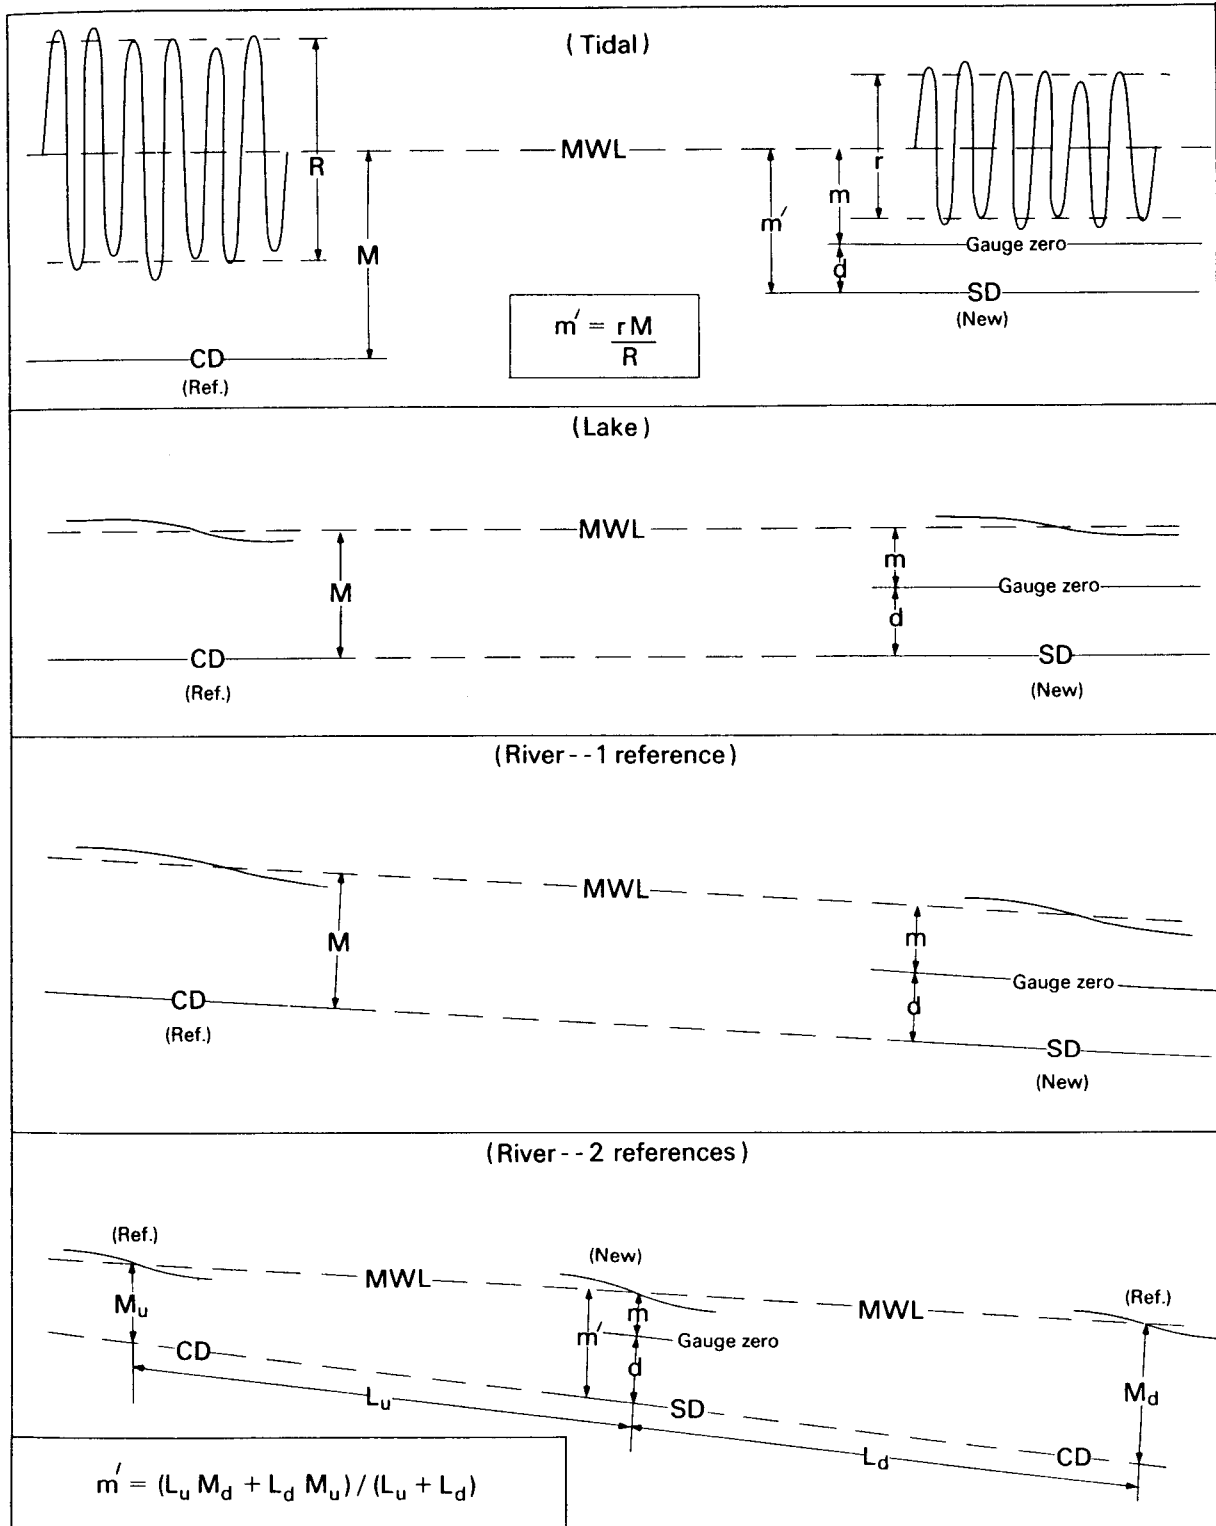 (Tidal)
R
MWL
r
m
m′
M
Gauge zero
d
SD
(New)
m′ = rM
R
CD
(Ref.)
(Lake)
MWL
m
M
Gauge zero
d
CD
SD
(Ref.)
(New)
(River--1 reference)
MWL
M
m
Gauge zero
CD
d
(Ref.)
SD
(New)
(River--2 references)
(Ref.)
(New)
(Ref.)
MWL
MWL
Mu
m
m′
Gauge zero
CD
d
Md
Lu
SD
Ld
CD
m′ = (Lu Md + Ld Mu) / (Lu + Ld)